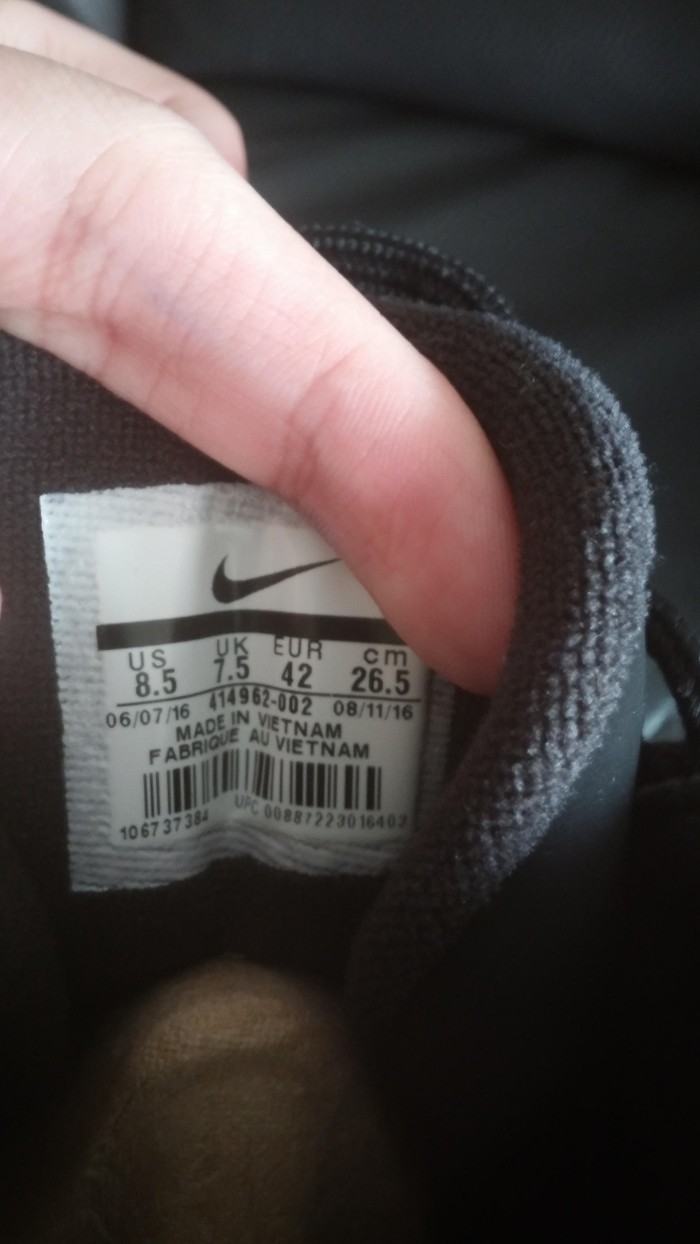 US UK EUR cm
8.5 7.5 42 26.5
414962-002
06/07/16 08/11/16
MADE IN VIETNAM
FABRIQUE AU VIETNAM
106737384 UPC 00887223016403